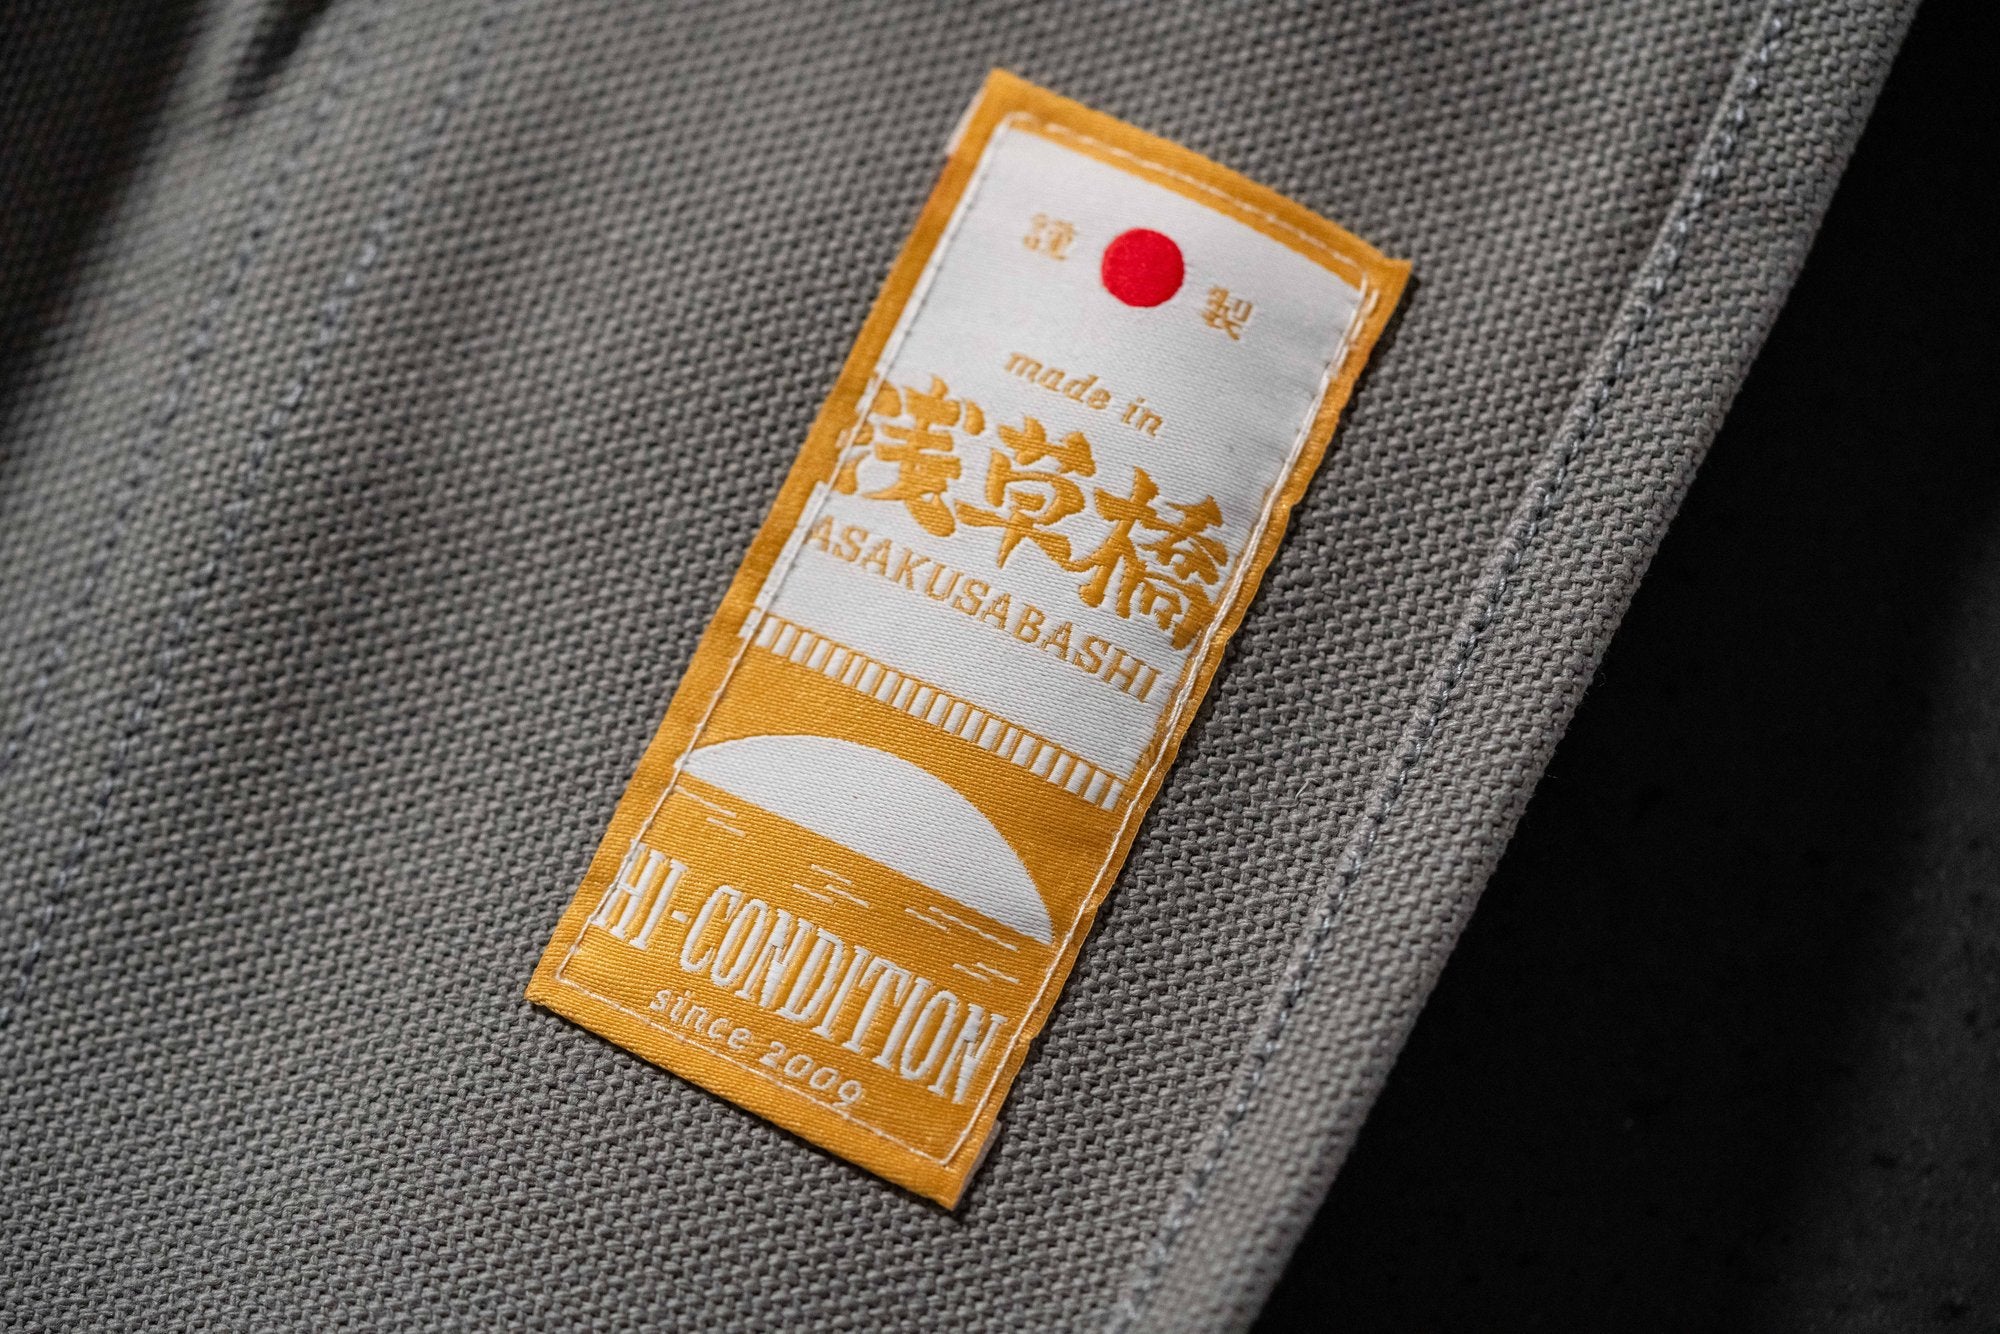 謹 製
made in
浅草橋
ASAKUSABASHI
HI-CONDITION
since 2009